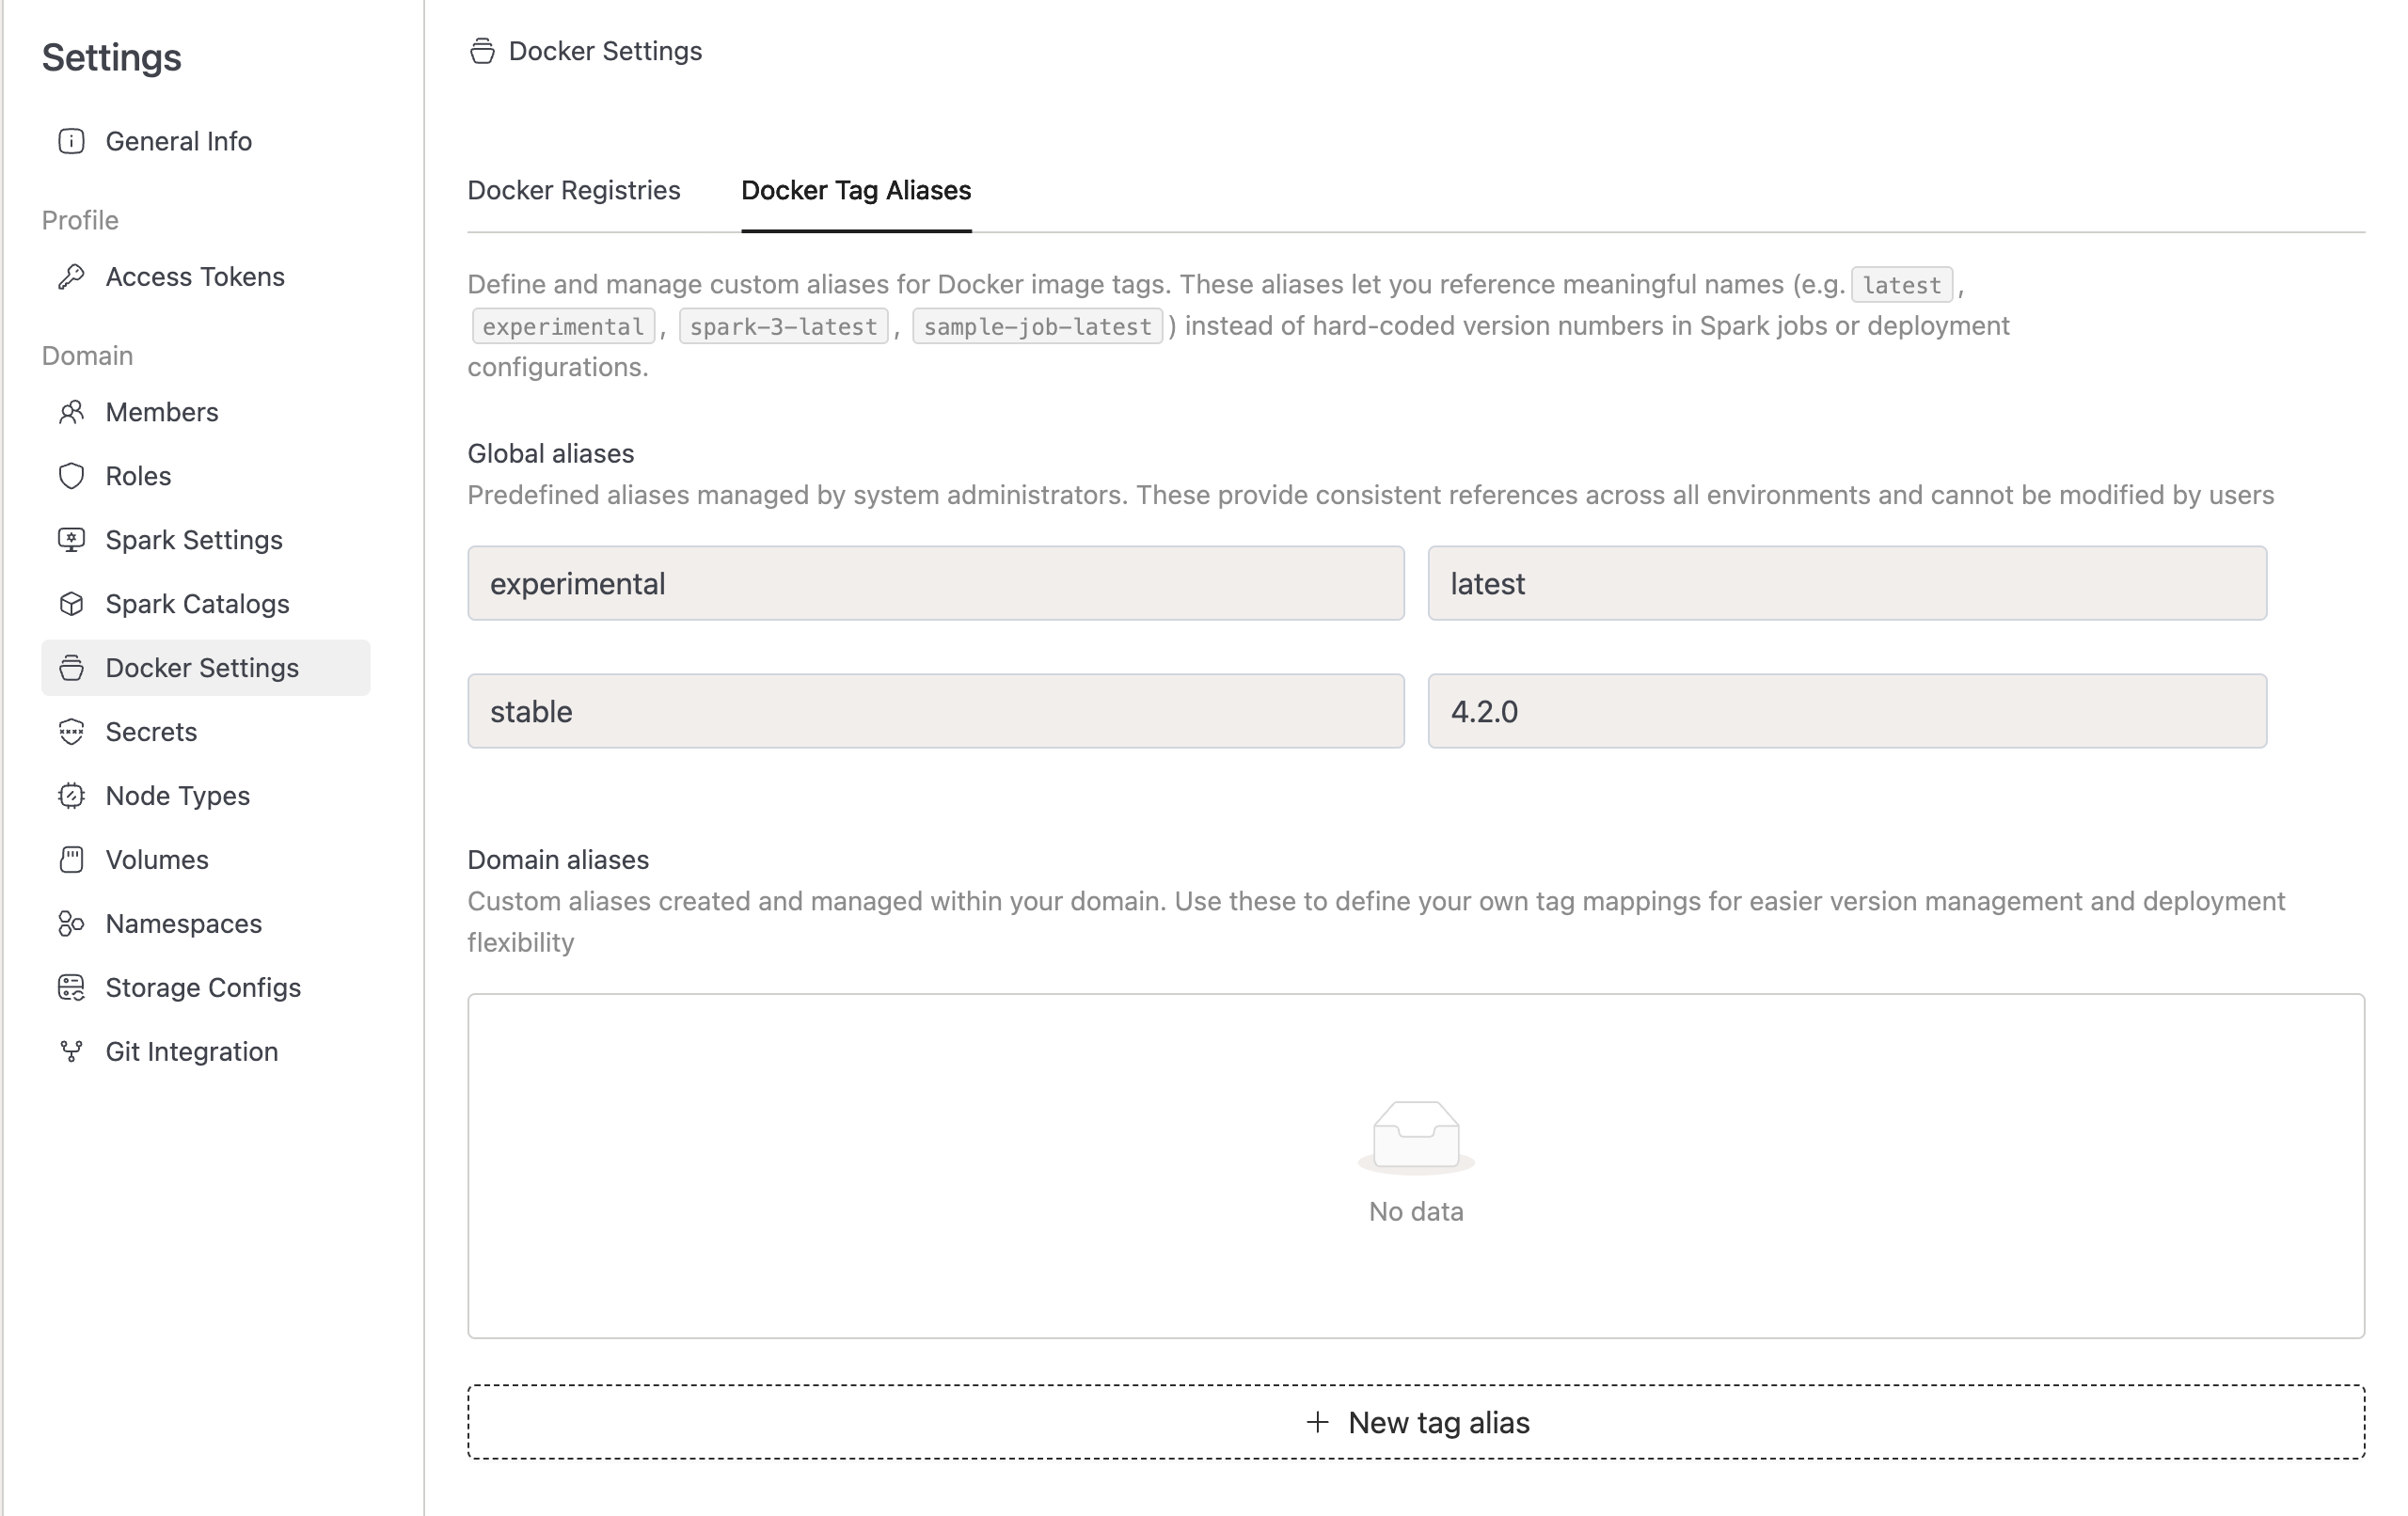 Settings
General Info
Profile
Access Tokens
Domain
Members
Roles
Spark Settings
Spark Catalogs
Docker Settings
Secrets
Node Types
Volumes
Namespaces
Storage Configs
Git Integration
Docker Settings
Docker Registries
Docker Tag Aliases
Define and manage custom aliases for Docker image tags. These aliases let you reference meaningful names (e.g. latest,
experimental, spark-3-latest, sample-job-latest) instead of hard-coded version numbers in Spark jobs or deployment
configurations.
Global aliases
Predefined aliases managed by system administrators. These provide consistent references across all environments and cannot be modified by users
experimental latest
stable 4.2.0
Domain aliases
Custom aliases created and managed within your domain. Use these to define your own tag mappings for easier version management and deployment
flexibility
No data
+ New tag alias